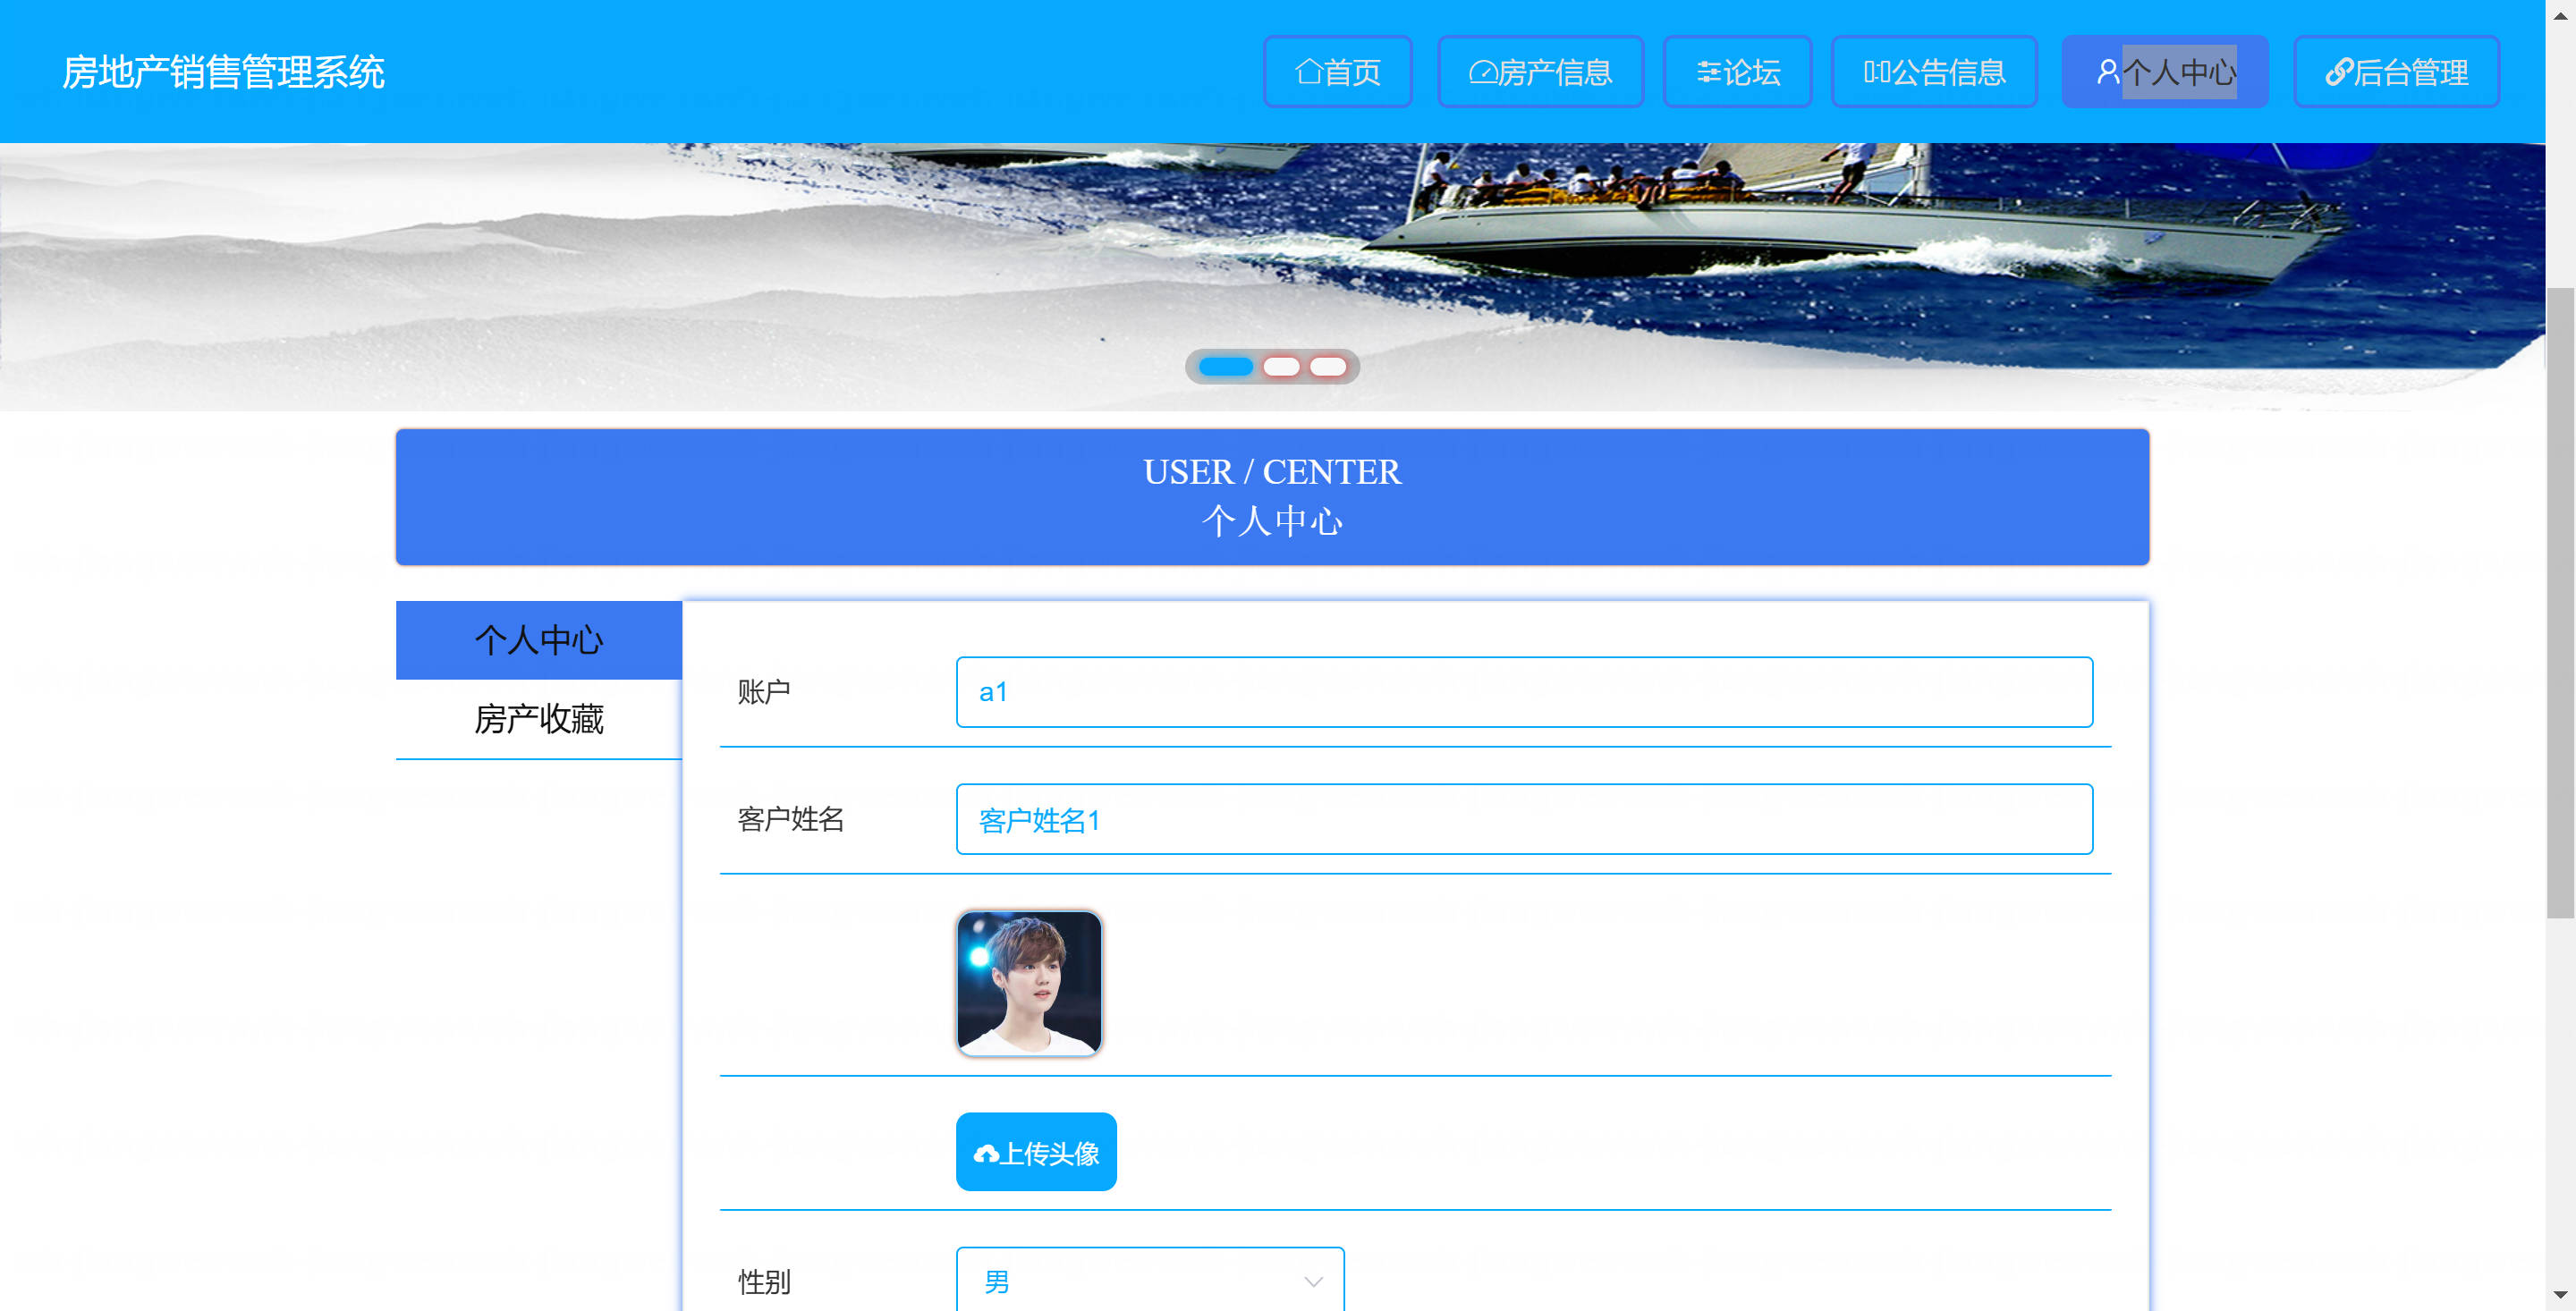 房地产销售管理系统
首页
房产信息
论坛
公告信息
个人中心
后台管理
USER / CENTER
个人中心
个人中心
房产收藏
账户
a1
客户姓名
客户姓名1
上传头像
性别
男